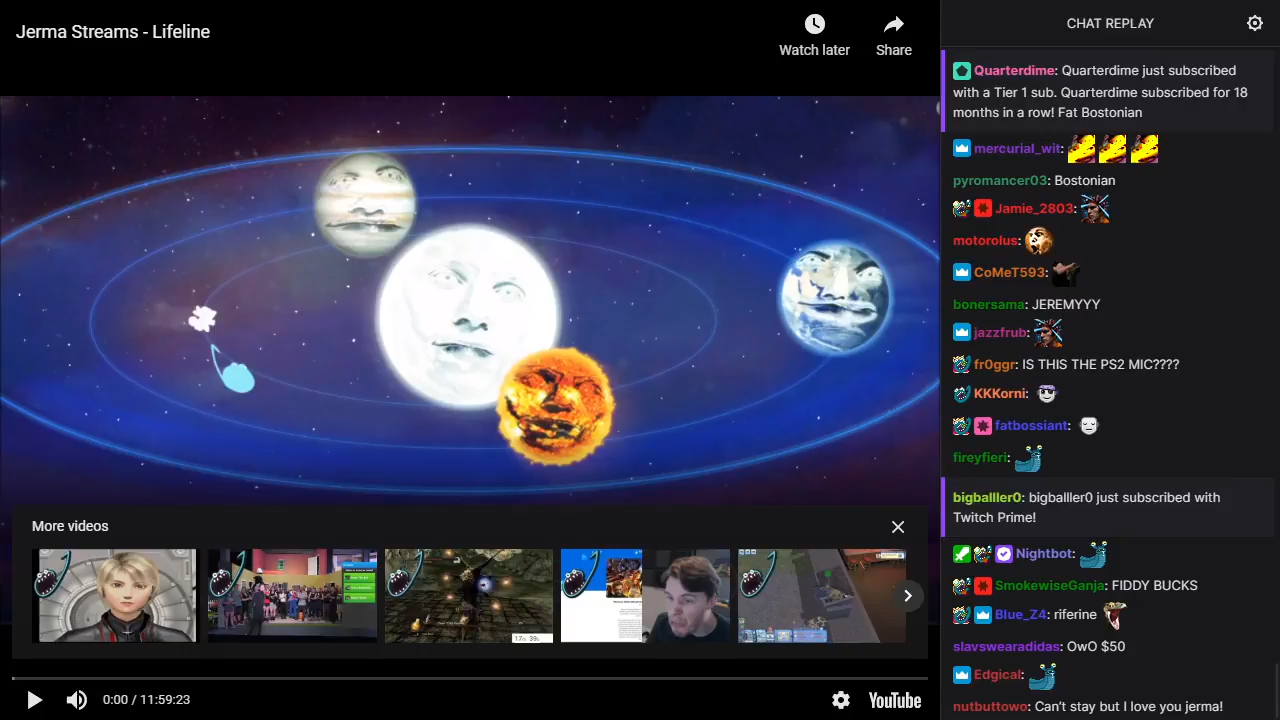 Jerma Streams - Lifeline
Watch later
Share
More videos
0:00 / 11:59:23
YouTube
CHAT REPLAY
Quarterdime: Quarterdime just subscribed
with a Tier 1 sub. Quarterdime subscribed for 18
months in a row! Fat Bostonian
mercurial_wit:
pyromancer03: Bostonian
Jamie_2803:
motorolus:
CoMeT593:
bonersama: JEREMYYY
jazzfrub:
fr0ggr: IS THIS THE PS2 MIC????
KKKorni:
fatbossiant:
fireyfieri:
bigballler0: bigballler0 just subscribed with
Twitch Prime!
Nightbot:
SmokewiseGanja: FIDDY BUCKS
Blue_Z4: riferine
slavswearadidas: OwO $50
Edgical:
nutbuttowo: Can't stay but I love you jerma!